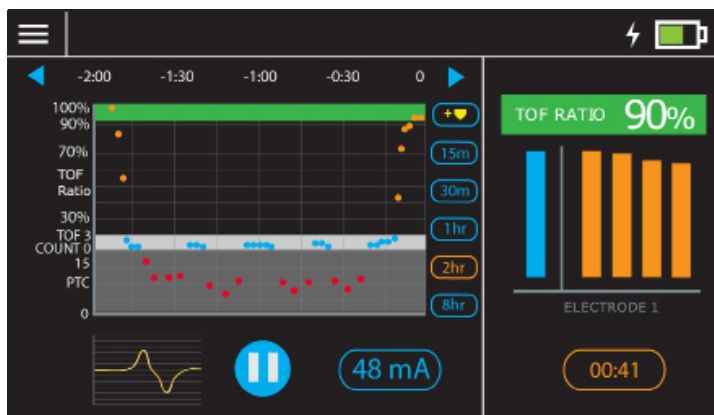 -2:00 -1:30 -1:00 -0:30 0
100%
90%
70%
TOF
Ratio
30%
TOF 3
COUNT 0
15
PTC
0
+
15m
30m
1hr
2hr
8hr
48 mA
TOF RATIO 90%
ELECTRODE 1
00:41